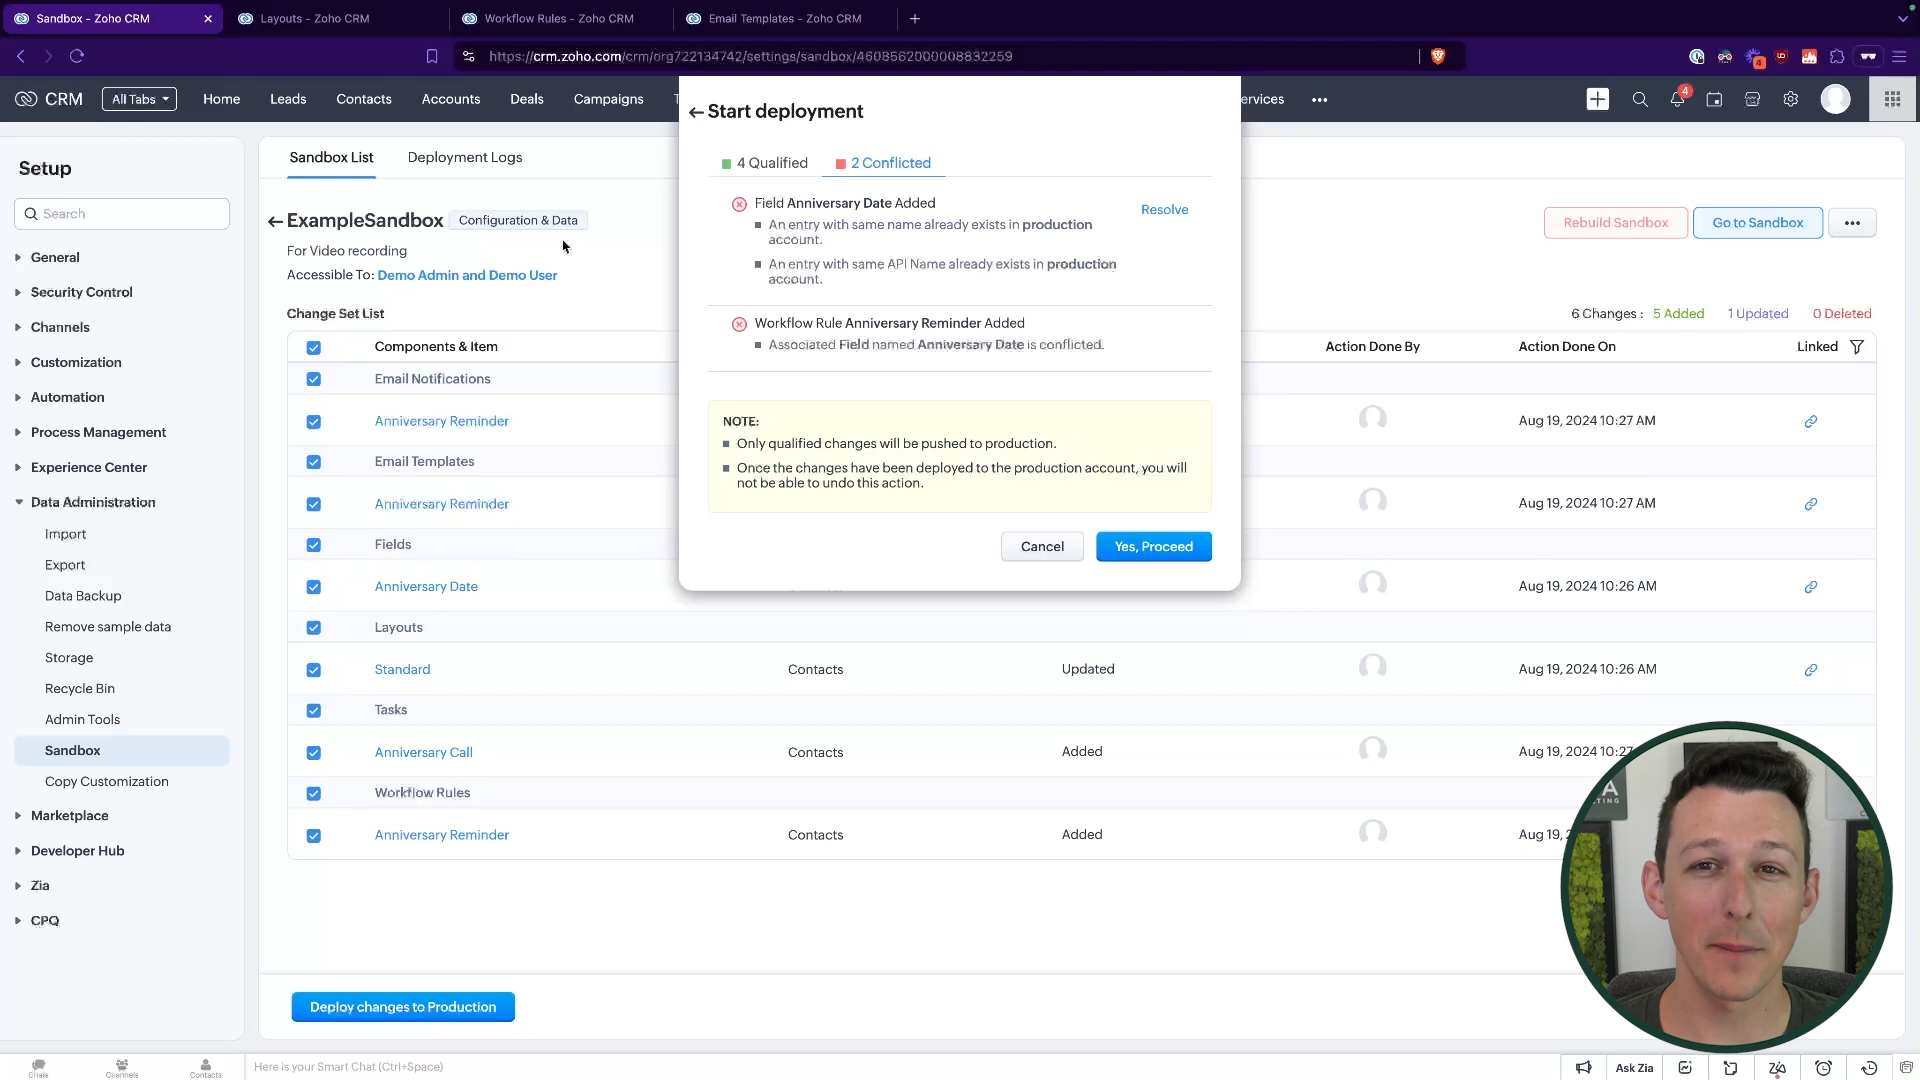 Sandbox - Zoho CRM
Layouts - Zoho CRM
Workflow Rules - Zoho CRM
Email Templates - Zoho CRM
https://crm.zoho.com/crm/org722134742/settings/sandbox/4608562000008832259
4
CRM
All Tabs
Home
Leads
Contacts
Accounts
Deals
Campaigns
ervices
4
Setup
Search
General
Security Control
Channels
Customization
Automation
Process Management
Experience Center
Data Administration
Import
Export
Data Backup
Remove sample data
Storage
Recycle Bin
Admin Tools
Sandbox
Copy Customization
Marketplace
Developer Hub
Zia
CPQ
Sandbox List
Deployment Logs
ExampleSandbox
Configuration & Data
For Video recording
Accessible To: Demo Admin and Demo User
Rebuild Sandbox
Go to Sandbox
Change Set List
6 Changes : 5 Added 1 Updated 0 Deleted
Components & Item
Action Done By
Action Done On
Linked
Email Notifications
Anniversary Reminder
Aug 19, 2024 10:27 AM
Email Templates
Anniversary Reminder
Aug 19, 2024 10:27 AM
Fields
Anniversary Date
Aug 19, 2024 10:26 AM
Layouts
Standard
Contacts
Updated
Aug 19, 2024 10:26 AM
Tasks
Anniversary Call
Contacts
Added
Aug 19, 2024 10:27
Workflow Rules
Anniversary Reminder
Contacts
Added
Aug 19,
Deploy changes to Production
Start deployment
4 Qualified
2 Conflicted
Field Anniversary Date Added
Resolve
An entry with same name already exists in production
account.
An entry with same API Name already exists in production
account.
Workflow Rule Anniversary Reminder Added
Associated Field named Anniversary Date is conflicted.
NOTE:
Only qualified changes will be pushed to production.
Once the changes have been deployed to the production account, you will
not be able to undo this action.
Cancel
Yes, Proceed
Chats
Channels
Contacts
Here is your Smart Chat (Ctrl+Space)
Ask Zia